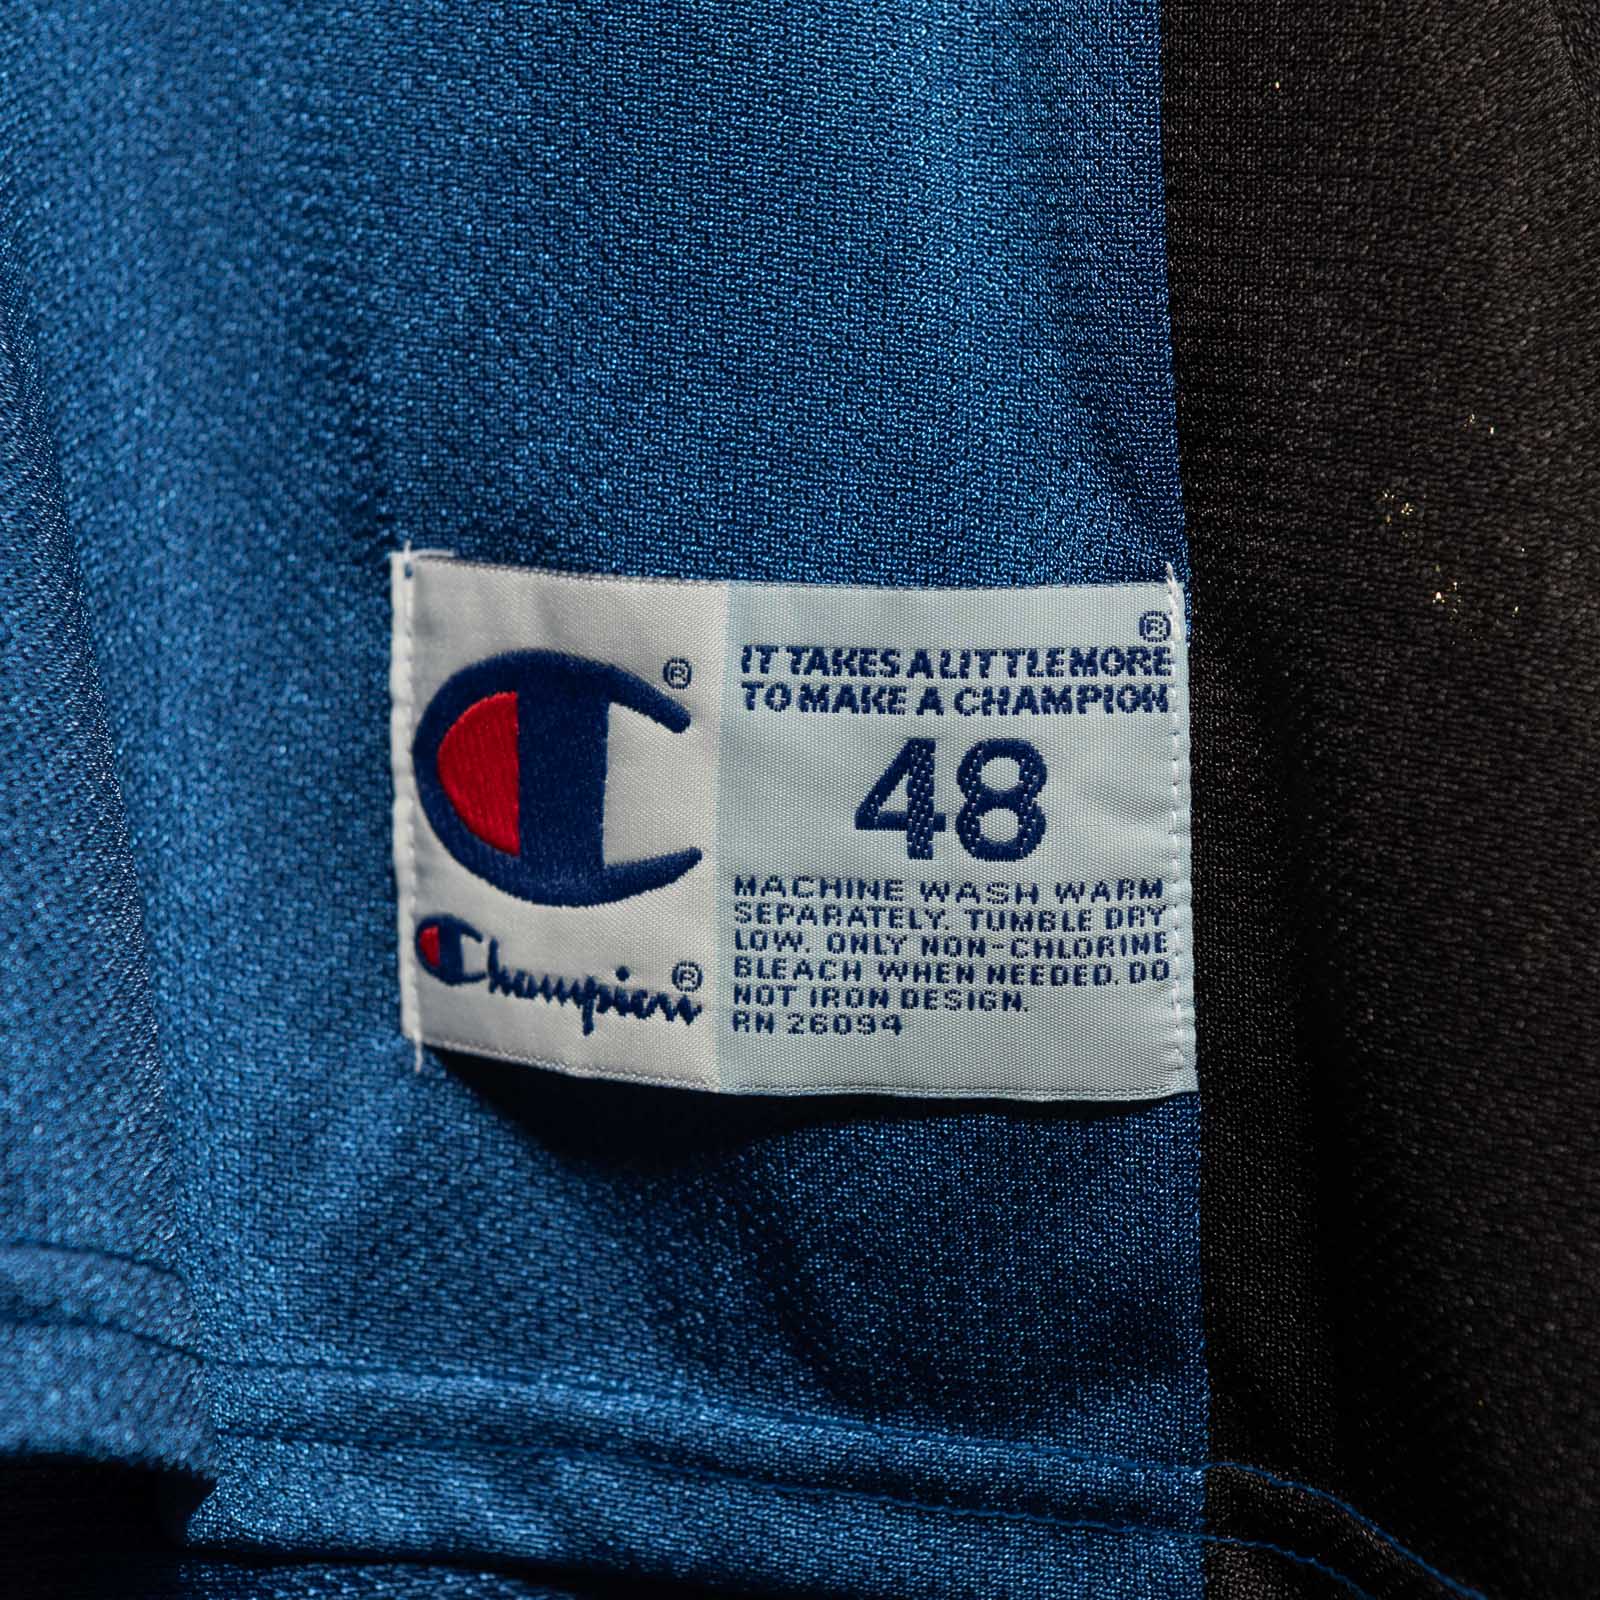 ®
Champion®
®
IT TAKES A LITTLE MORE
TO MAKE A CHAMPION
48
MACHINE WASH WARM
SEPARATELY. TUMBLE DRY
LOW. ONLY NON-CHLORINE
BLEACH WHEN NEEDED. DO
NOT IRON DESIGN.
RN 26094